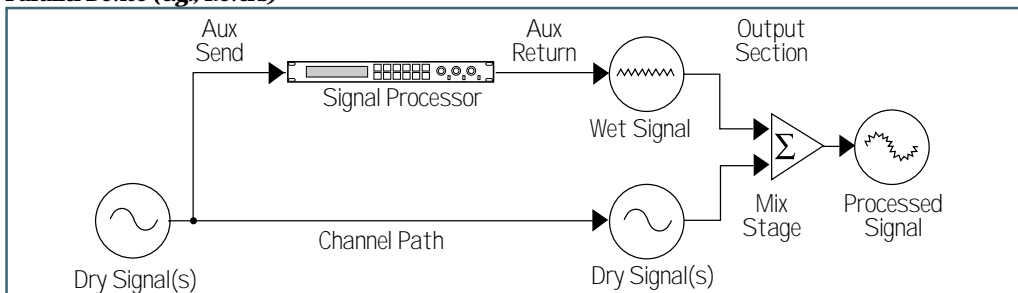 Aux
Send
Aux
Return
Output
Section
Signal Processor
Wet Signal
Σ
Mix
Stage
Processed
Signal
Channel Path
Dry Signal(s)
Dry Signal(s)